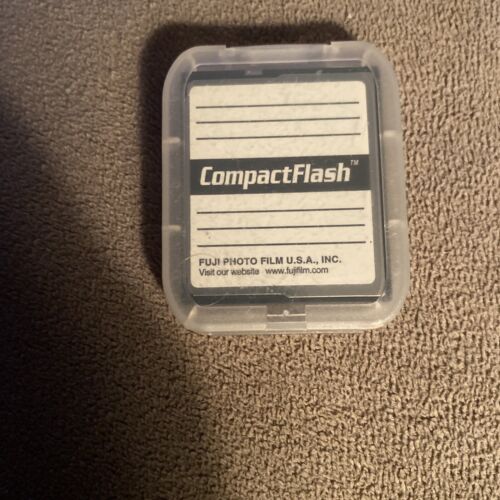 CompactFlash™
FUJI PHOTO FILM U.S.A., INC.
Visit our website www.fujifilm.com